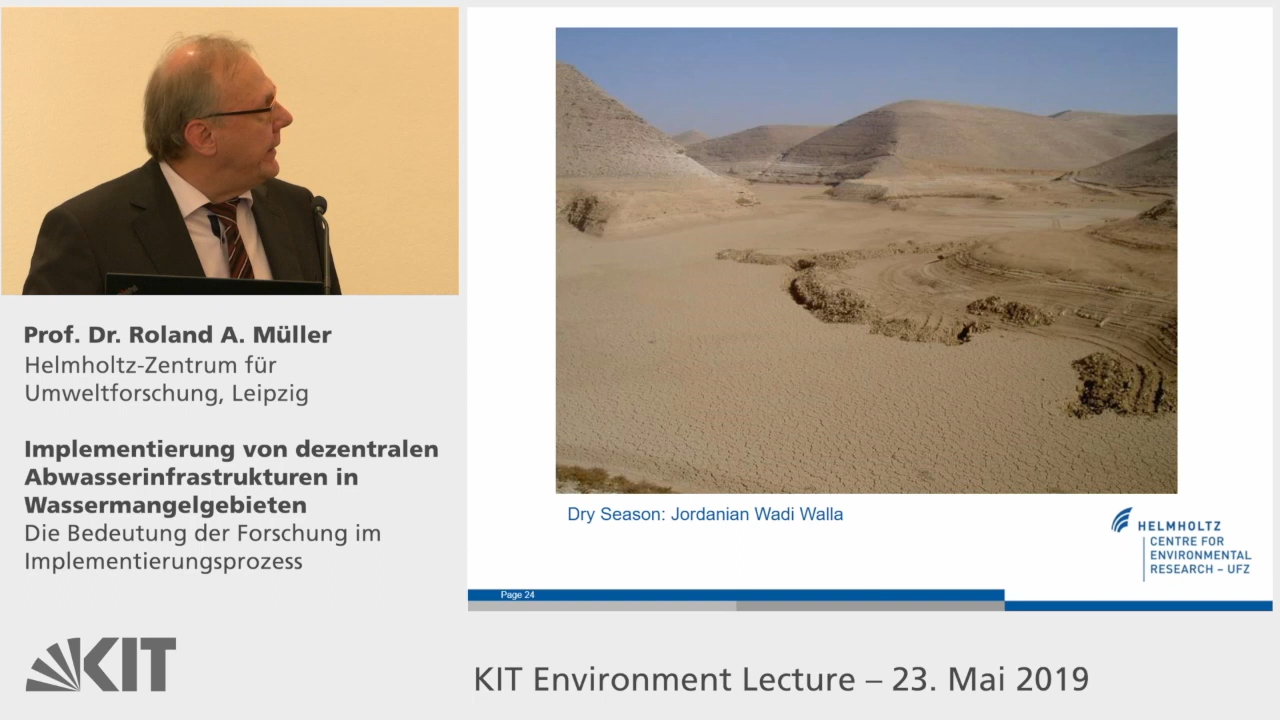 Prof. Dr. Roland A. Müller
Helmholtz-Zentrum für
Umweltforschung, Leipzig
Implementierung von dezentralen
Abwasserinfrastrukturen in
Wassermangelgebieten
Die Bedeutung der Forschung im
Implementierungsprozess
KIT
Dry Season: Jordanian Wadi Walla
HELMHOLTZ
CENTRE FOR
ENVIRONMENTAL
RESEARCH – UFZ
Page 24
KIT Environment Lecture – 23. Mai 2019